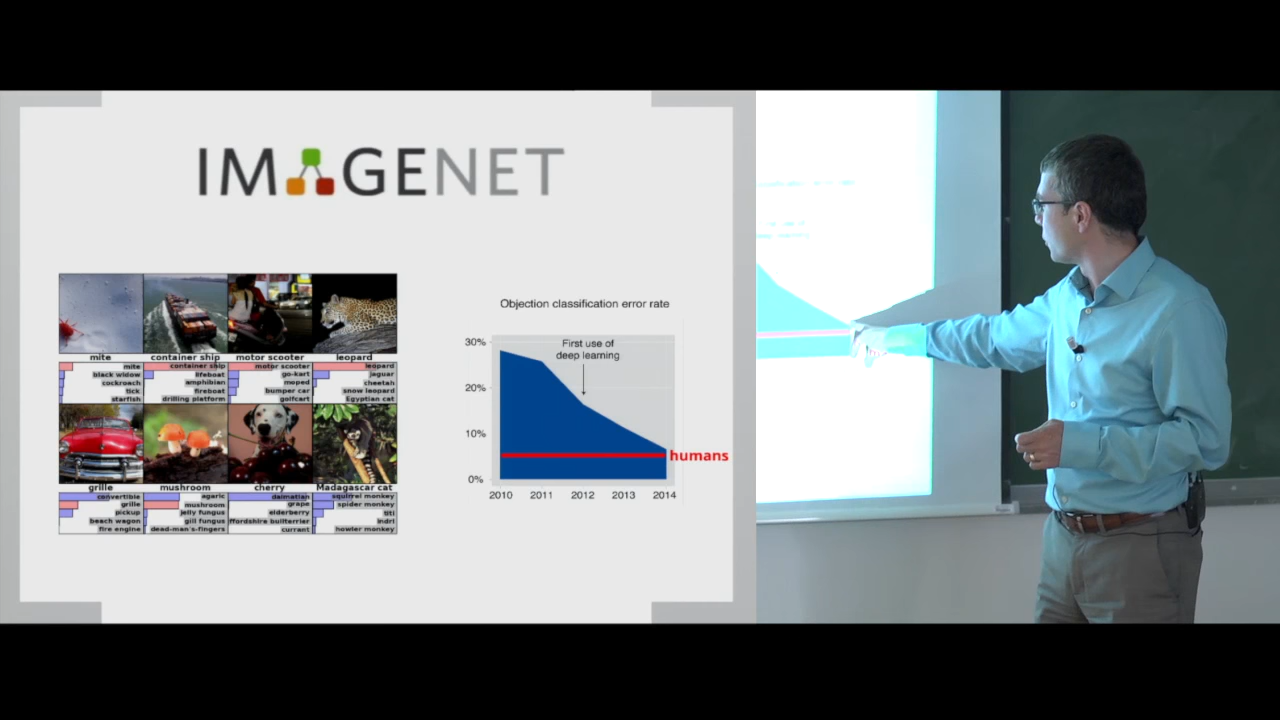 IMAGENET
mite
container ship
motor scooter
leopard
mite
black widow
cockroach
tick
starfish
container ship
lifeboat
amphibian
fireboat
drilling platform
motor scooter
go-kart
moped
bumper car
golfcart
leopard
jaguar
cheetah
snow leopard
Egyptian cat
grille
mushroom
cherry
Madagascar cat
convertible
grille
pickup
beach wagon
fire engine
agaric
mushroom
jelly fungus
gill fungus
dead-man's-fingers
dalmatian
grape
elderberry
ffordshire bullterrier
currant
squirrel monkey
spider monkey
titi
indri
howler monkey
Objection classification error rate
30%
20%
10%
0%
First use of
deep learning
humans
2010 2011 2012 2013 2014